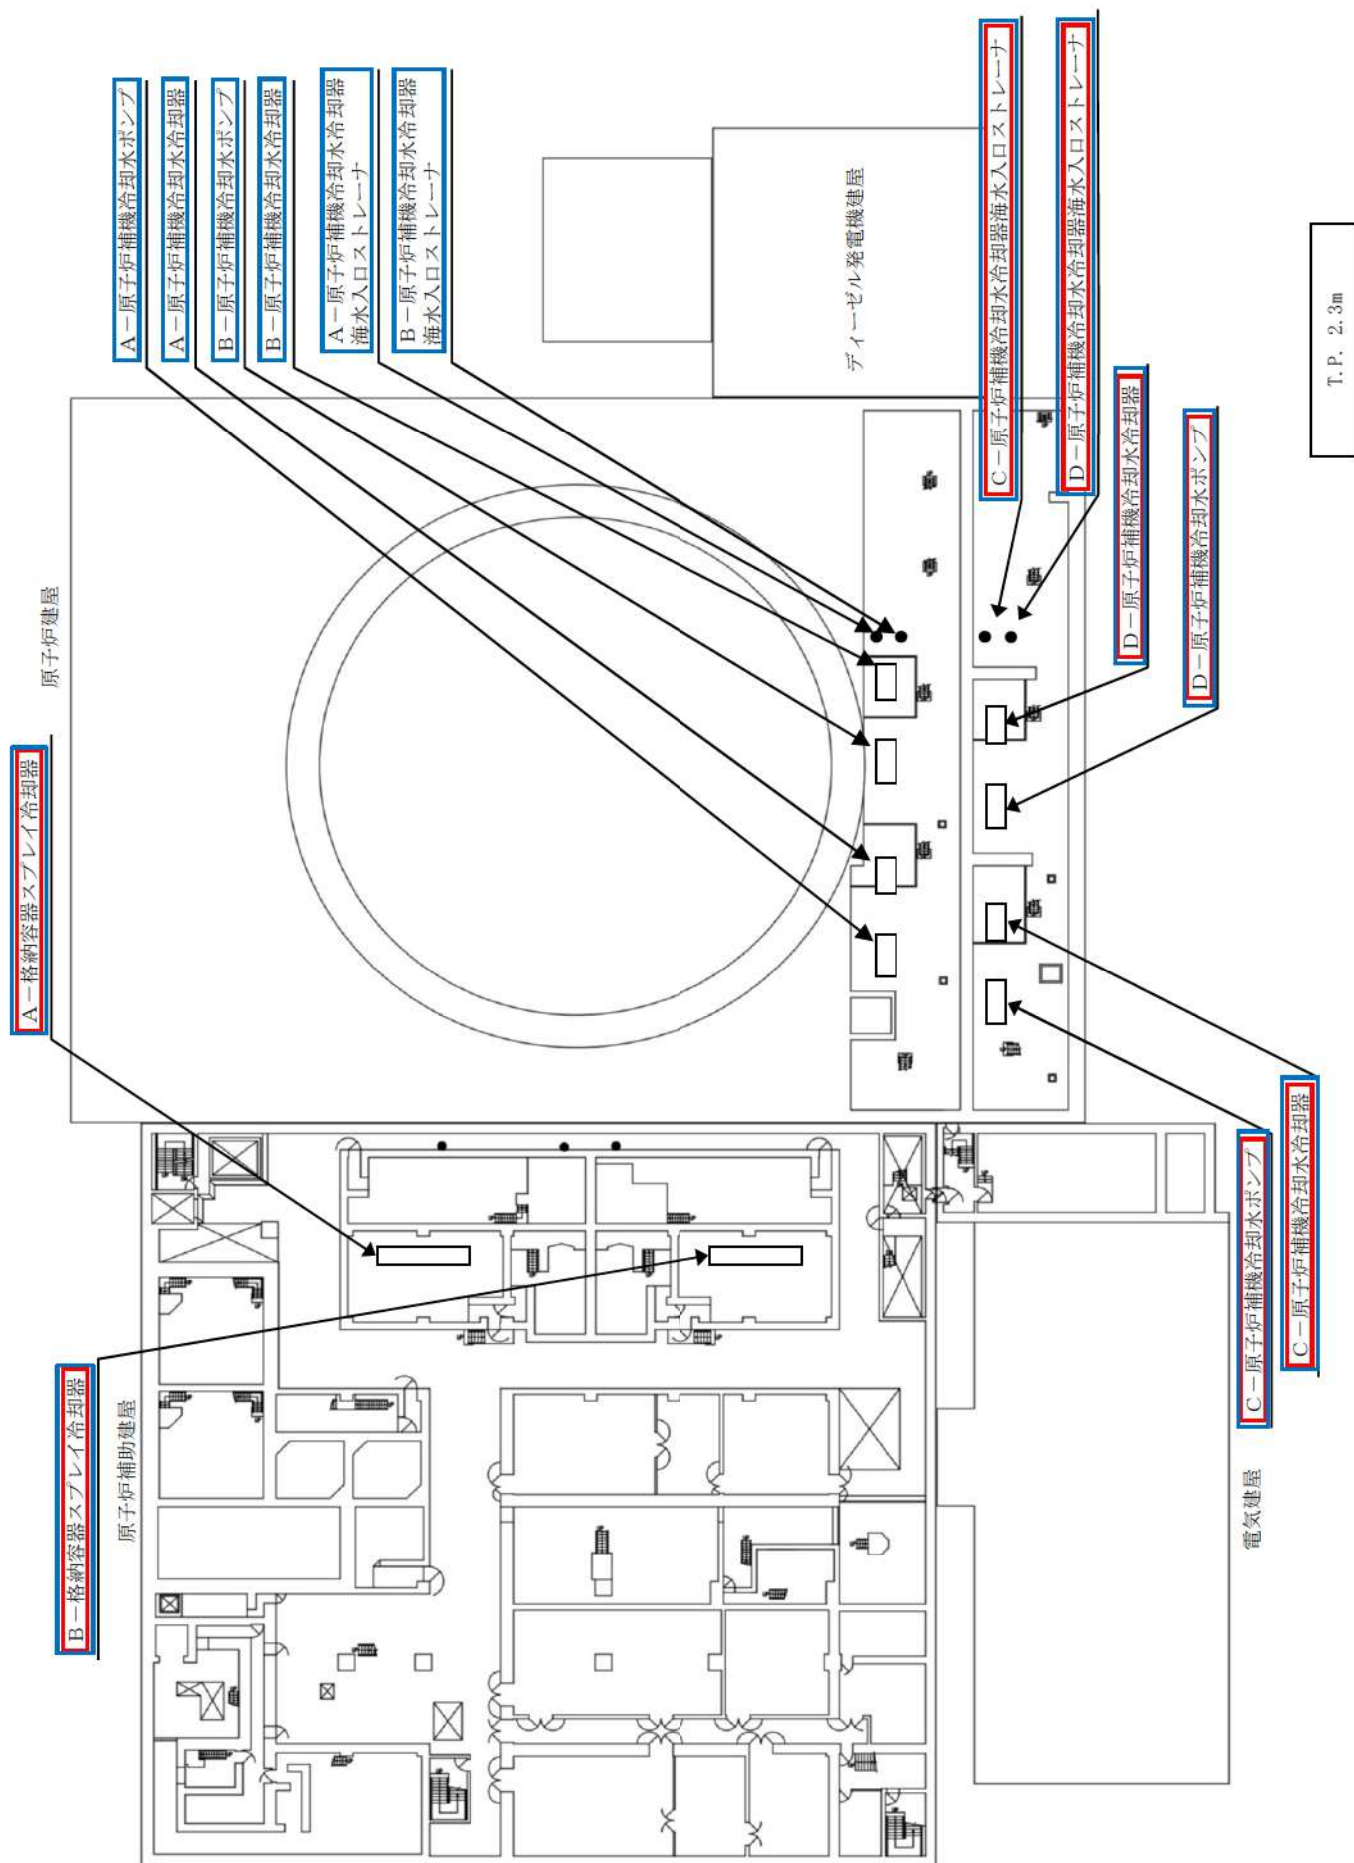 A－格納容器スプレイ冷却器
B－格納容器スプレイ冷却器
原子炉建屋
原子炉補助建屋
A－原子炉補機冷却水ポンプ
A－原子炉補機冷却水冷却器
B－原子炉補機冷却水ポンプ
B－原子炉補機冷却水冷却器
A－原子炉補機冷却水冷却器
海水入口ストレーナ
B－原子炉補機冷却水冷却器
海水入口ストレーナ
ディーゼル発電機建屋
C－原子炉補機冷却水冷却器海水入口ストレーナ
D－原子炉補機冷却水冷却器海水入口ストレーナ
D－原子炉補機冷却水冷却器
D－原子炉補機冷却水ポンプ
C－原子炉補機冷却水ポンプ
C－原子炉補機冷却水冷却器
電気建屋
T.P. 2.3m